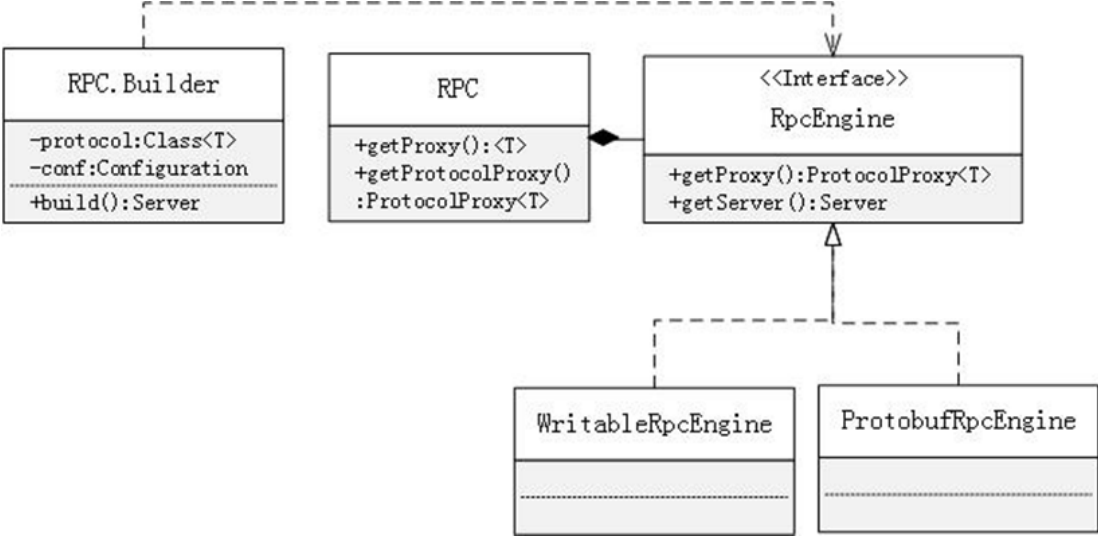 RPC.Builder
-protocol:Class<T>
-conf:Configuration
+build():Server
RPC
+getProxy():<T>
+getProtocolProxy()
:ProtocolProxy<T>
<<Interface>>
RpcEngine
+getProxy():ProtocolProxy<T>
+getServer():Server
WritableRpcEngine
ProtobufRpcEngine